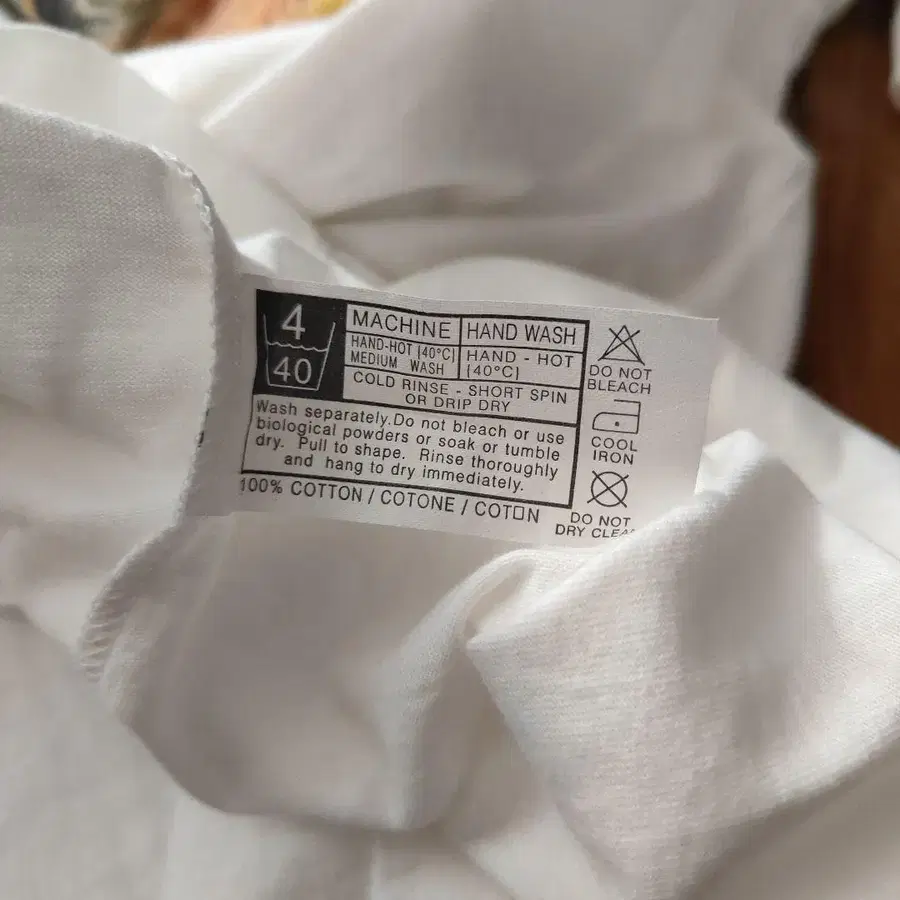 4
40
MACHINE
HAND-HOT (40°C)
MEDIUM WASH
HAND WASH
HAND - HOT
(40°C)
COLD RINSE - SHORT SPIN
OR DRIP DRY
Wash separately.Do not bleach or use
biological powders or soak or tumble
dry. Pull to shape. Rinse thoroughly
and hang to dry immediately.
100% COTTON / COTONE / COT□N
DO NOT
BLEACH
COOL
IRON
DO NOT
DRY